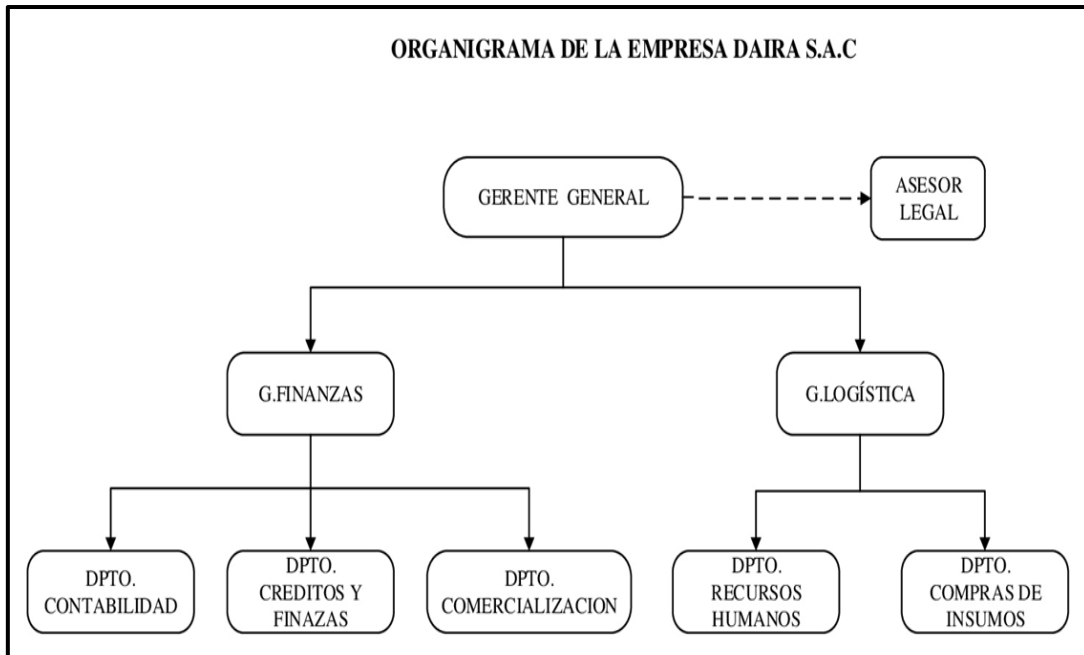 ORGANIGRAMA DE LA EMPRESA DAIRA S.A.C
GERENTE GENERAL
ASESOR
LEGAL
G.FINANZAS
G.LOGÍSTICA
DPTO.
CONTABILIDAD
DPTO.
CREDITOS Y
FINAZAS
DPTO.
COMERCIALIZACION
DPTO.
RECURSOS
HUMANOS
DPTO.
COMPRAS DE
INSUMOS